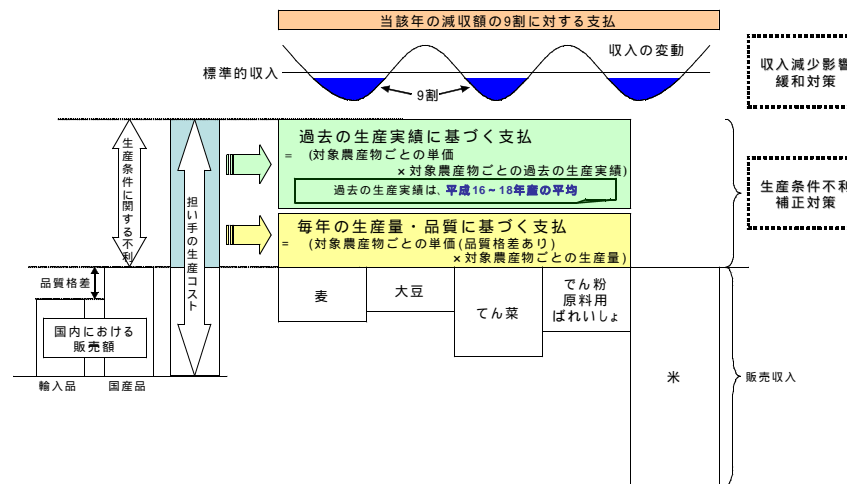 当該年の減収額の9割に対する支払
収入の変動
標準的収入
9割
収入減少影響
緩和対策
過去の生産実績に基づく支払
= (対象農産物ごとの単価
×対象農産物ごとの過去の生産実績)
過去の生産実績は、平成16~18年産の平均
毎年の生産量・品質に基づく支払
= (対象農産物ごとの単価(品質格差あり)
×対象農産物ごとの生産量)
生産条件不利
補正対策
生産条件に関する不利
担い手の生産コスト
品質格差
国内における
販売額
輸入品
国産品
麦
大豆
てん菜
でん粉
原料用
ばれいしょ
米
販売収入